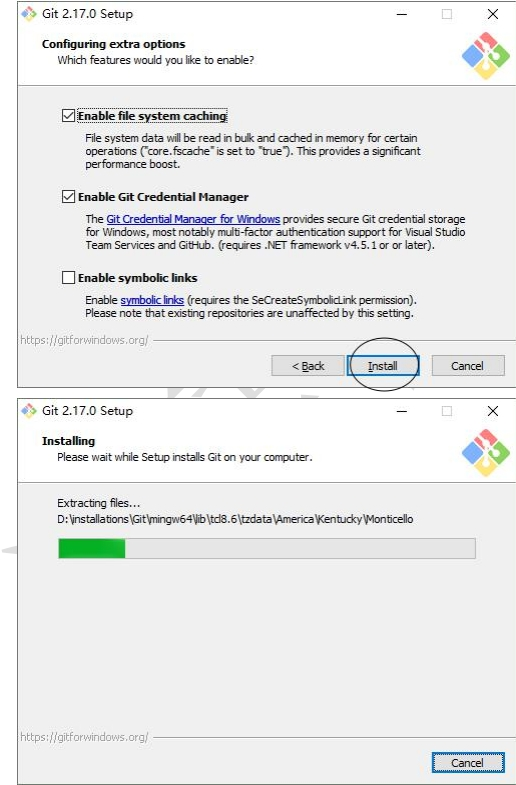 Git 2.17.0 Setup
Configuring extra options
Which features would you like to enable?
Enable file system caching
File system data will be read in bulk and cached in memory for certain
operations ("core.fscache" is set to "true"). This provides a significant
performance boost.
Enable Git Credential Manager
The Git Credential Manager for Windows provides secure Git credential storage
for Windows, most notably multi-factor authentication support for Visual Studio
Team Services and GitHub. (requires .NET framework v4.5.1 or or later).
Enable symbolic links
Enable symbolic links (requires the SeCreateSymbolicLink permission).
Please note that existing repositories are unaffected by this setting.
https://gitforwindows.org/
< Back Install Cancel
Git 2.17.0 Setup
Installing
Please wait while Setup installs Git on your computer.
Extracting files...
D:\installations\Git\mingw64\lib\tcl8.6\tzdata\America\Kentucky\Monticello
https://gitforwindows.org/
Cancel